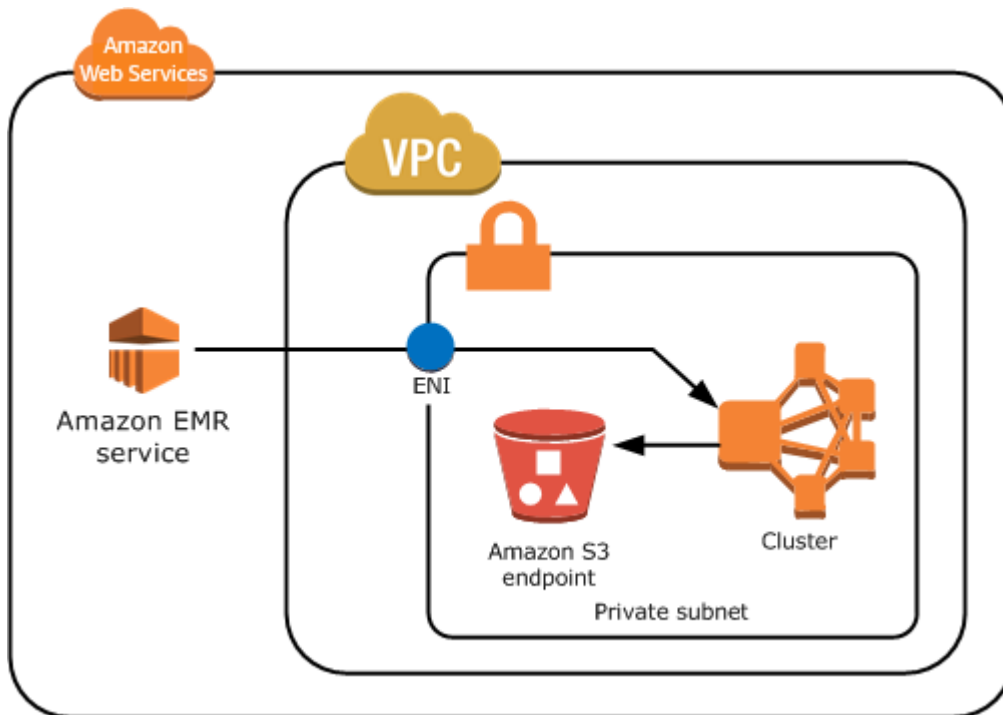 Amazon
Web Services
VPC
ENI
Amazon EMR
service
Amazon S3
endpoint
Cluster
Private subnet